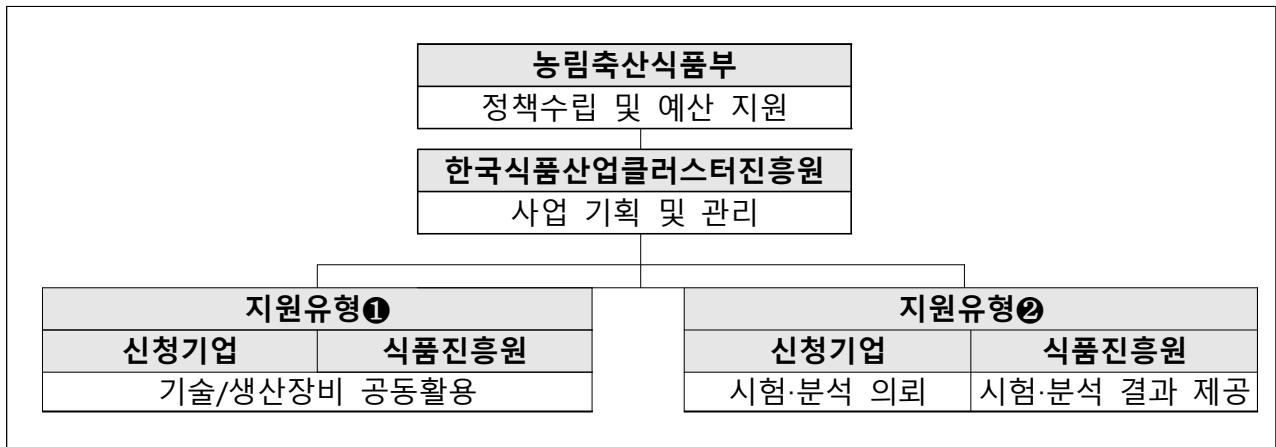 농림축산식품부
정책수립 및 예산 지원
한국식품산업클러스터진흥원
사업 기획 및 관리
지원유형❶
신청기업 식품진흥원
기술/생산장비 공동활용
지원유형❷
신청기업 식품진흥원
시험·분석 의뢰 시험·분석 결과 제공